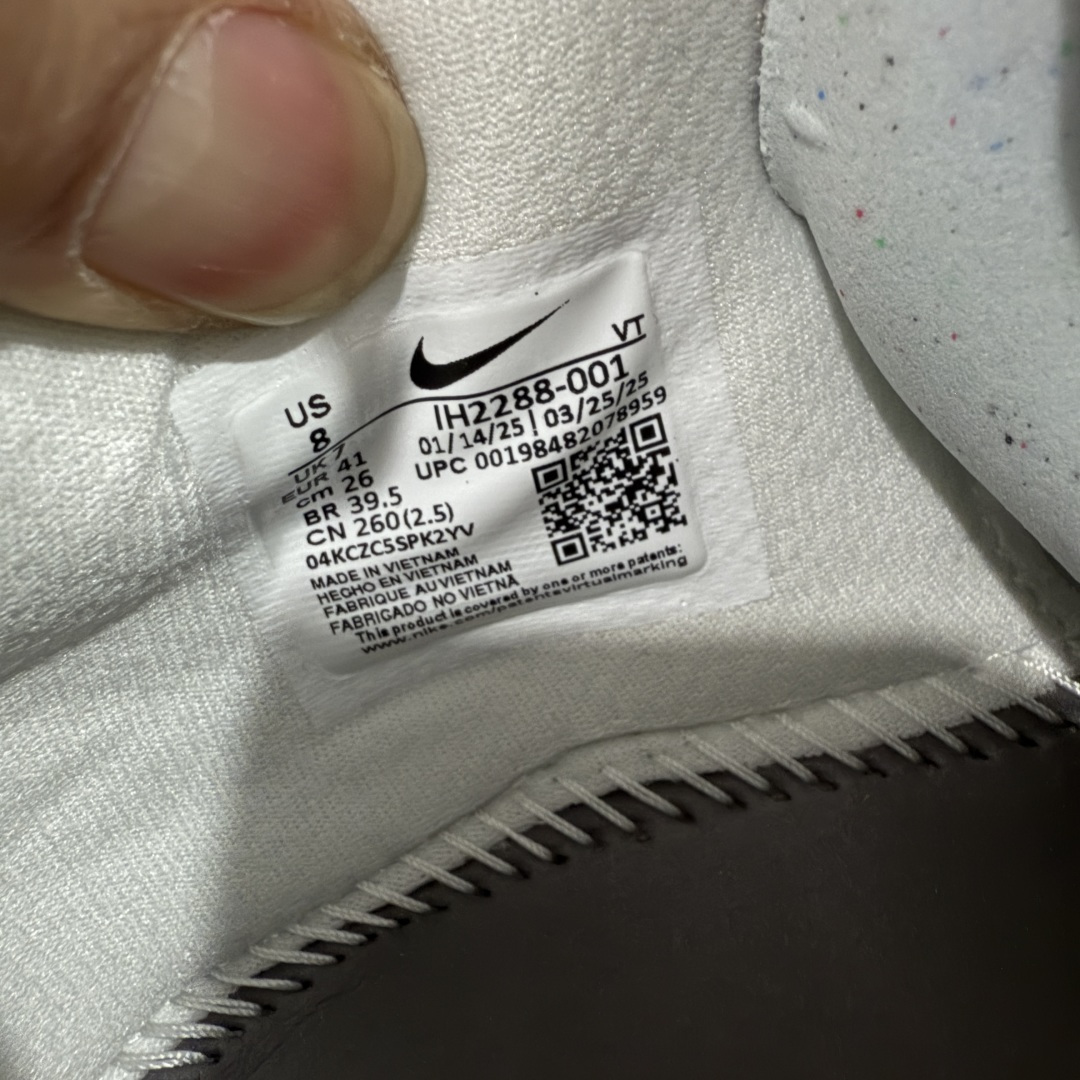 VT
US
8
IH2288-001
01/14/25 | 03/25/25
UPC 00198482078959
UK 7
EUR 41
cm 26
BR 39.5
CN 260(2.5)
04KCZC5SPK2YV
MADE IN VIETNAM
HECHO EN VIETNAM
FABRIQUE AU VIETNAM
FABRIGADO NO VIETNÃ
This product is covered by one or more patents:
www.nike.com/patentsvirtualmarking